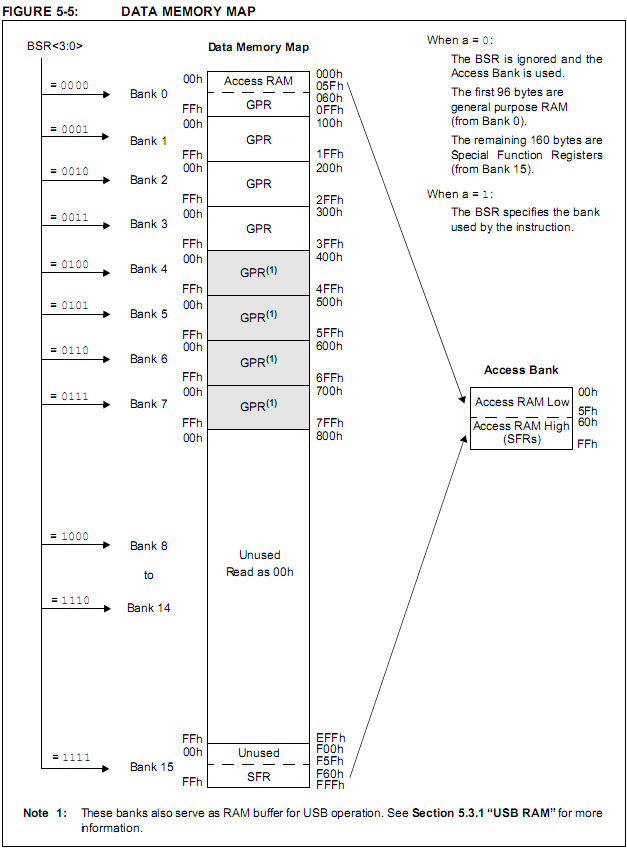 FIGURE 5-5: DATA MEMORY MAP
BSR<3:0>
Data Memory Map
When a = 0:
The BSR is ignored and the
Access Bank is used.
The first 96 bytes are
general purpose RAM
(from Bank 0).
The remaining 160 bytes are
Special Function Registers
(from Bank 15).
When a = 1:
The BSR specifies the bank
used by the instruction.
= 0000
Bank 0
00h
Access RAM
000h
05Fh
060h
FFh
GPR
0FFh
= 0001
Bank 1
00h
GPR
100h
FFh
1FFh
= 0010
Bank 2
00h
GPR
200h
FFh
2FFh
= 0011
Bank 3
00h
GPR
300h
FFh
3FFh
= 0100
Bank 4
00h
GPR(1)
400h
FFh
4FFh
= 0101
Bank 5
00h
GPR(1)
500h
FFh
5FFh
= 0110
Bank 6
00h
GPR(1)
600h
FFh
6FFh
= 0111
Bank 7
00h
GPR(1)
700h
FFh
7FFh
00h
800h
Access Bank
Access RAM Low
00h
5Fh
Access RAM High
60h
(SFRs)
FFh
= 1000
Bank 8
to
= 1110
Bank 14
Unused
Read as 00h
FFh
EFFh
= 1111
Bank 15
00h
Unused
F00h
F5Fh
SFR
F60h
FFh
FFFh
Note 1: These banks also serve as RAM buffer for USB operation. See Section 5.3.1 “USB RAM” for more
information.